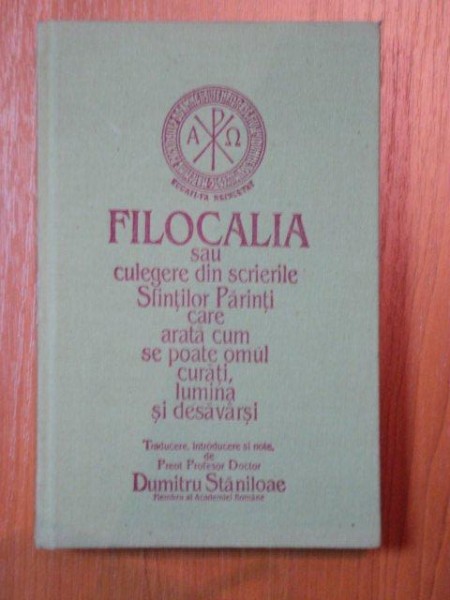 Α Ρ Ω
FILOCALIA
sau
culegere din scrierile
Sfinților Părinți
care
arată cum
se poate omul
curăți,
lumina
și desăvârși
Traducere, introducere si note,
de
Preot Profesor Doctor
Dumitru Stăniloae
Membru al Academiei Române